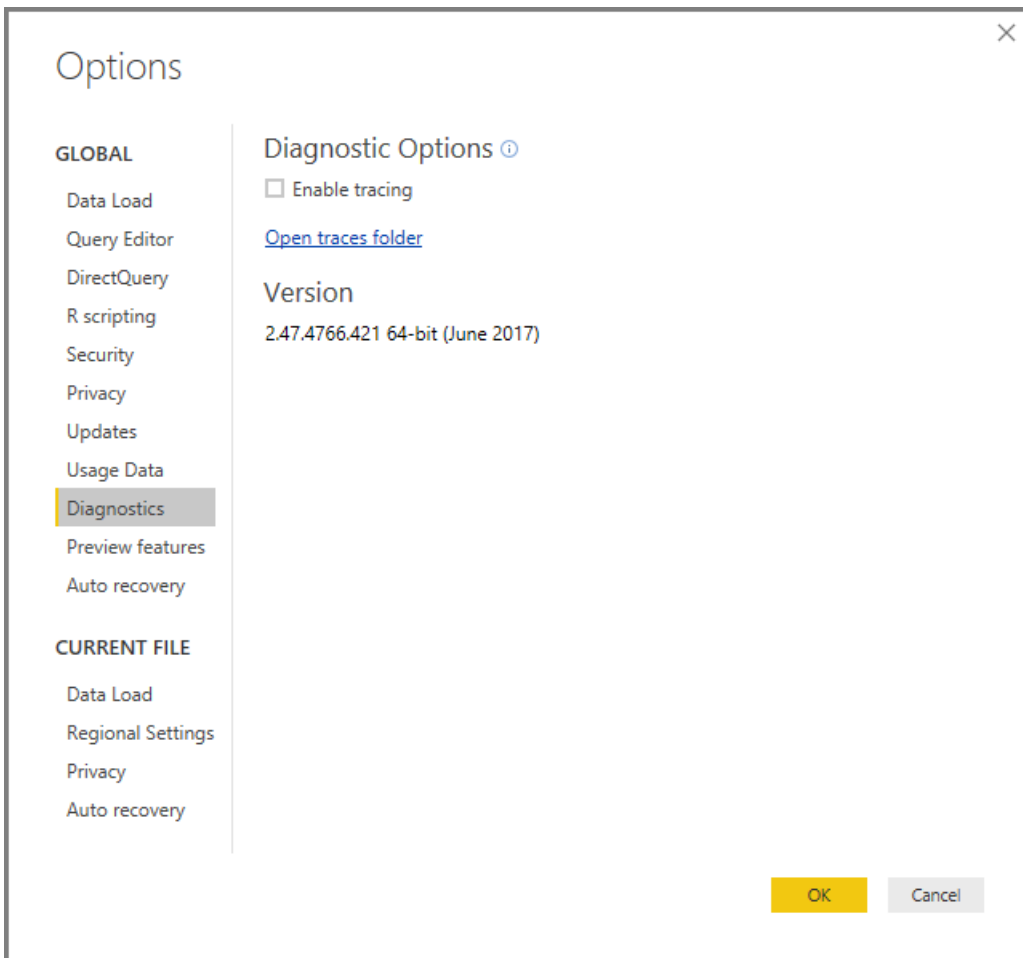 Options
GLOBAL
Data Load
Query Editor
DirectQuery
R scripting
Security
Privacy
Updates
Usage Data
Diagnostics
Preview features
Auto recovery
CURRENT FILE
Data Load
Regional Settings
Privacy
Auto recovery
Diagnostic Options
Enable tracing
Open traces folder
Version
2.47.4766.421 64-bit (June 2017)
OK
Cancel